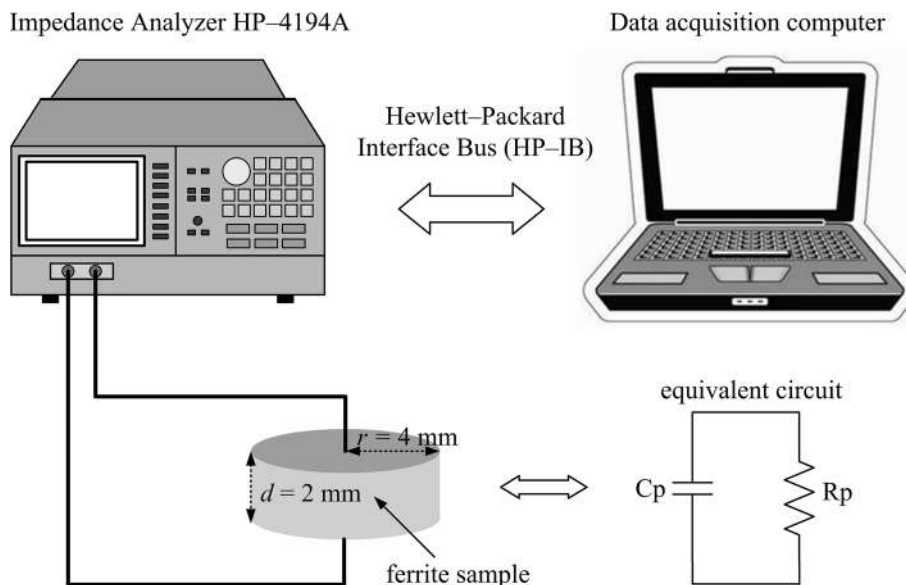 Impedance Analyzer HP–4194A
Data acquisition computer
Hewlett–Packard
Interface Bus (HP–IB)
equivalent circuit
r = 4 mm
d = 2 mm
Cp
Rp
ferrite sample